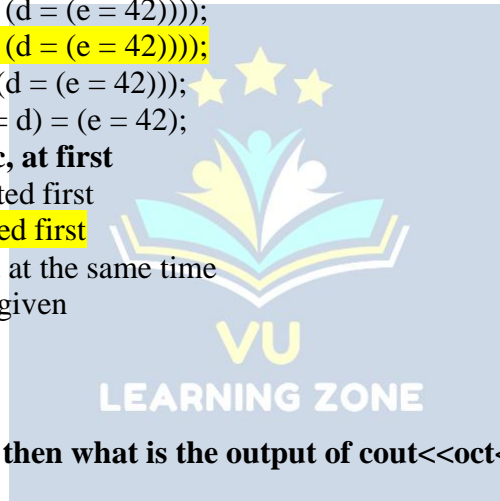 (d = (e = 42))));
(d = (e = 42))));
(d = (e = 42)));
= d) = (e = 42);
c, at first
ted first
ed first
at the same time
given
VU
LEARNING ZONE
then what is the output of cout<<oct<